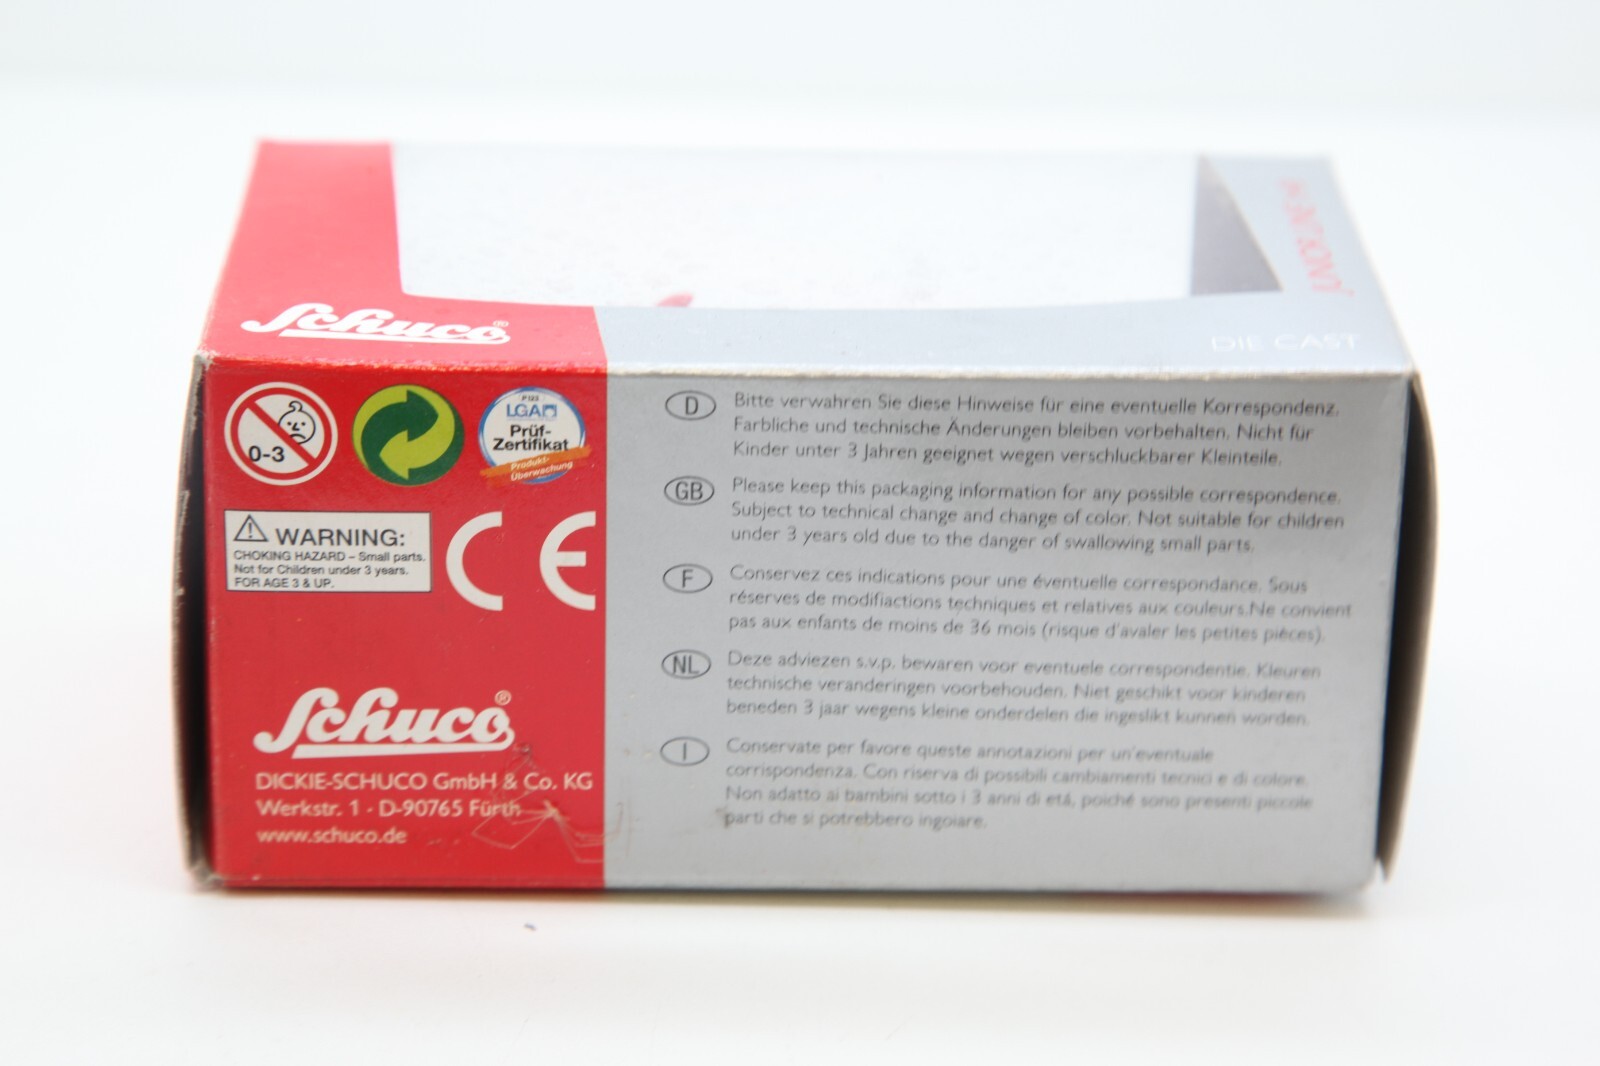 Schuco®
DIE CAST
JUNIOR LINE
0-3
LGA
Prüf-
Zertifikat
Produkt-
Überwachung
WARNING:
CHOKING HAZARD – Small parts.
Not for Children under 3 years.
FOR AGE 3 & UP.
CE
Schuco®
DICKIE-SCHUCO GmbH & Co. KG
Werkstr. 1 · D-90765 Fürth
www.schuco.de
D
Bitte verwahren Sie diese Hinweise für eine eventuelle Korrespondenz.
Farbliche und technische Änderungen bleiben vorbehalten. Nicht für
Kinder unter 3 Jahren geeignet wegen verschluckbarer Kleinteile.
GB
Please keep this packaging information for any possible correspondence.
Subject to technical change and change of color. Not suitable for children
under 3 years old due to the danger of swallowing small parts.
F
Conservez ces indications pour une éventuelle correspondance. Sous
réserves de modifiactions techniques et relatives aux couleurs.Ne convient
pas aux enfants de moins de 36 mois (risque d'avaler les petites pièces).
NL
Deze adviezen s.v.p. bewaren voor eventuele correspondentie. Kleuren
technische veranderingen voorbehouden. Niet geschikt voor kinderen
beneden 3 jaar wegens kleine onderdelen die ingeslikt kunnen worden.
I
Conservate per favore queste annotazioni per un'eventuale
corrispondenza. Con riserva di possibili cambiamenti tecnici e di colore.
Non adatto ai bambini sotto i 3 anni di etá, poiché sono presenti piccole
parti che si potrebbero ingoiare.